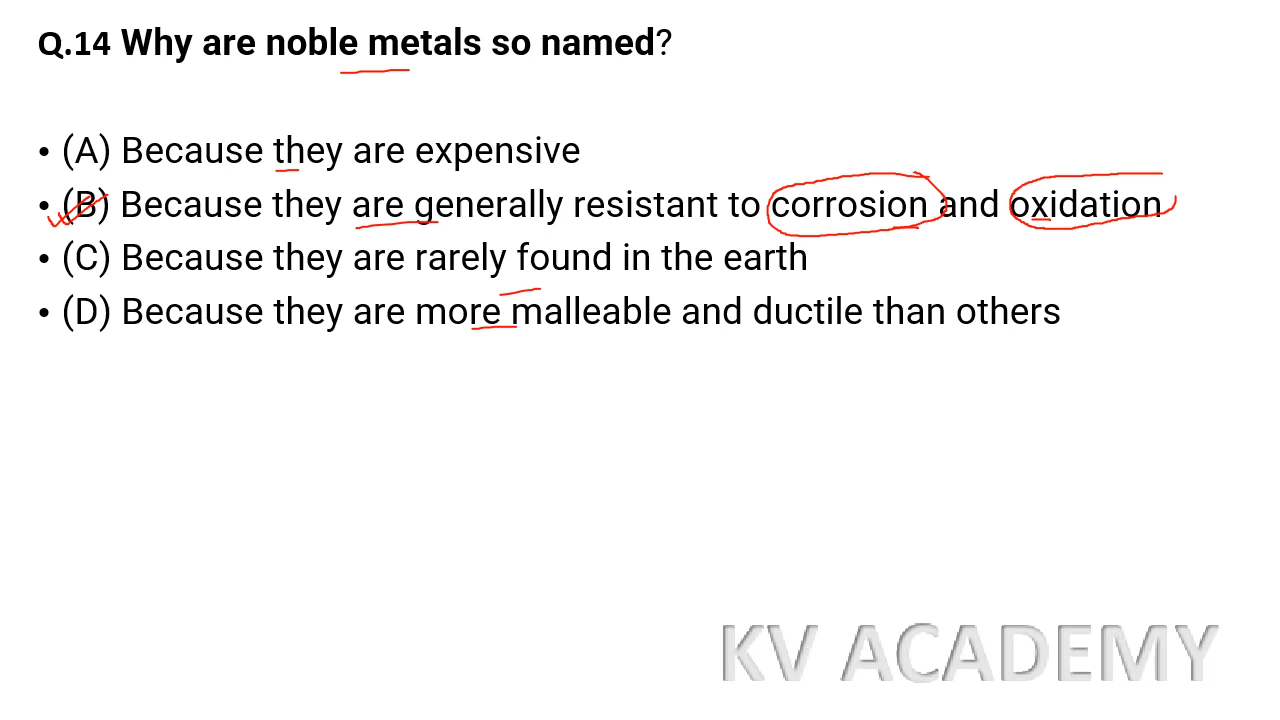 Q.14 Why are noble metals so named?
• (A) Because they are expensive
• (B) Because they are generally resistant to corrosion and oxidation
• (C) Because they are rarely found in the earth
• (D) Because they are more malleable and ductile than others
KV ACADEMY